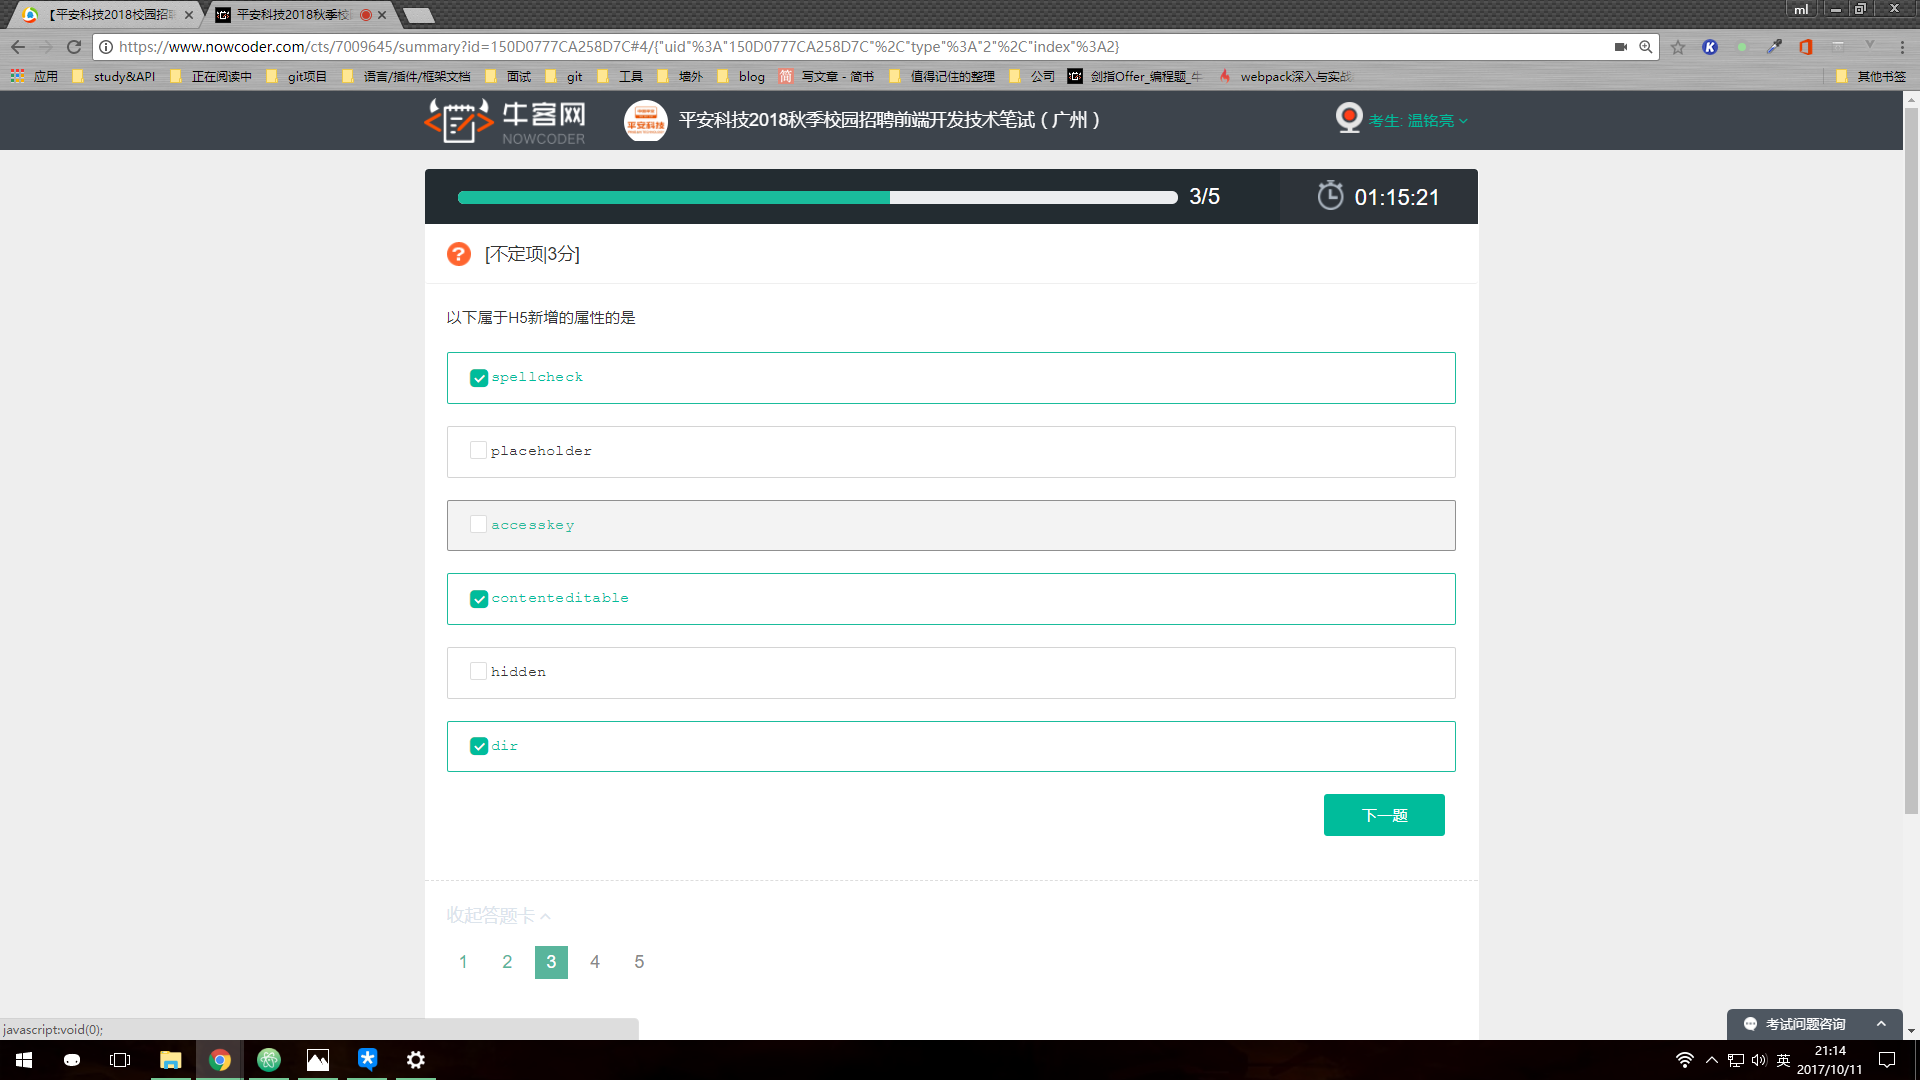 【平安科技2018校园招聘
平安科技2018秋季校园
ml
https://www.nowcoder.com/cts/7009645/summary?id=150D0777CA258D7C#4/{"uid"%3A"150D0777CA258D7C"%2C"type"%3A"2"%2C"index"%3A2}
应用 study&API 正在阅读中 git项目 语言/插件/框架文档 面试 git 工具 墙外 blog 简 写文章 - 简书 值得记住的整理 公司 剑指Offer_编程题_牛 webpack深入与实战 其他书签
牛客网
NOWCODER
平安科技
平安科技2018秋季校园招聘前端开发技术笔试（广州）
考生: 温铭亮
3/5
01:15:21
? [不定项|3分]
以下属于H5新增的属性的是
spellcheck
placeholder
accesskey
contenteditable
hidden
dir
下一题
收起答题卡
1 2 3 4 5
javascript:void(0);
考试问题咨询
英
21:14
2017/10/11